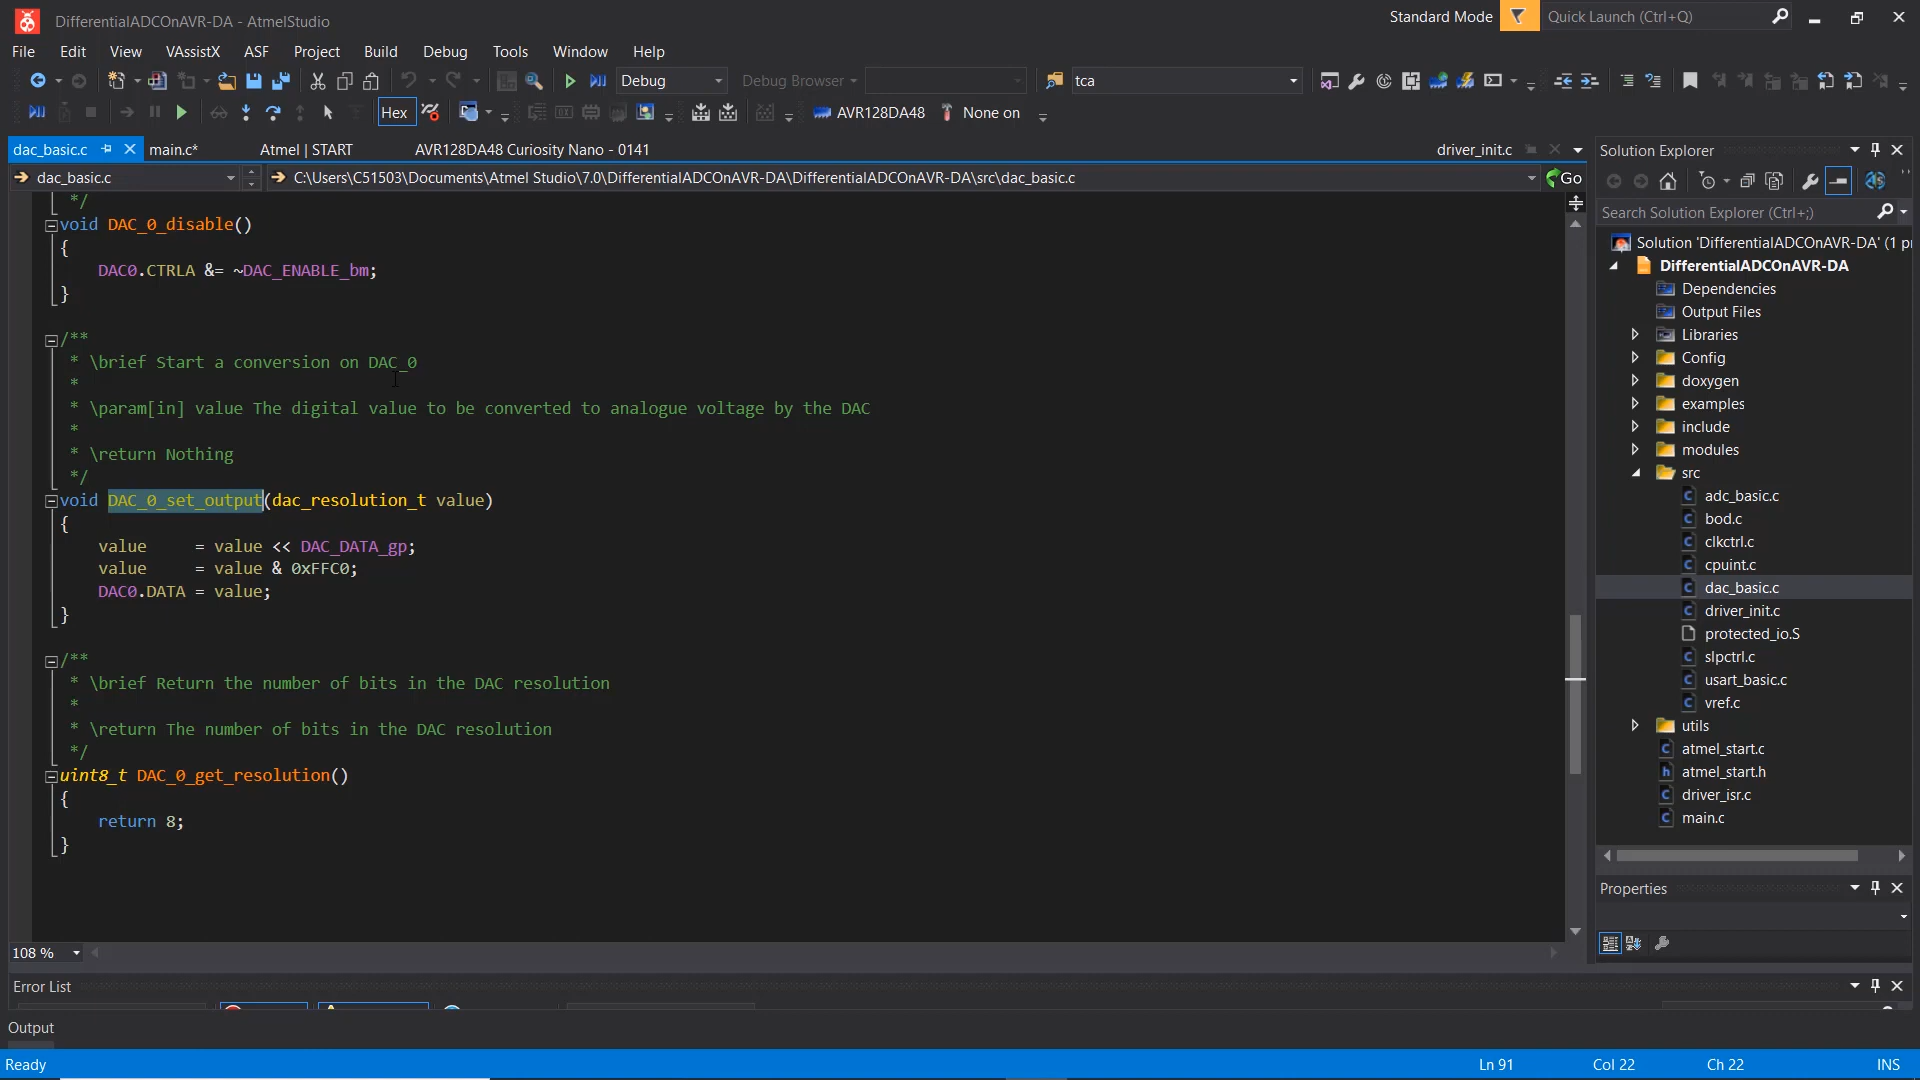 DifferentialADCOnAVR-DA - AtmelStudio
Standard Mode
Quick Launch (Ctrl+Q)
File Edit View VAssistX ASF Project Build Debug Tools Window Help
Debug
Debug Browser
tca
Hex
AVR128DA48
None on
dac_basic.c
main.c*
Atmel | START
AVR128DA48 Curiosity Nano - 0141
driver_init.c
dac_basic.c
C:\Users\C51503\Documents\Atmel Studio\7.0\DifferentialADCOnAVR-DA\DifferentialADCOnAVR-DA\src\dac_basic.c
Go
*/
void DAC_0_disable()
{
DAC0.CTRLA &= ~DAC_ENABLE_bm;
}
/**
* \brief Start a conversion on DAC_0
*
* \param[in] value The digital value to be converted to analogue voltage by the DAC
*
* \return Nothing
*/
void DAC_0_set_output(dac_resolution_t value)
{
value     = value << DAC_DATA_gp;
value     = value & 0xFFC0;
DAC0.DATA = value;
}
/**
* \brief Return the number of bits in the DAC resolution
*
* \return The number of bits in the DAC resolution
*/
uint8_t DAC_0_get_resolution()
{
return 8;
}
108 %
Solution Explorer
Search Solution Explorer (Ctrl+;)
Solution 'DifferentialADCOnAVR-DA' (1 pr
DifferentialADCOnAVR-DA
Dependencies
Output Files
Libraries
Config
doxygen
examples
include
modules
src
adc_basic.c
bod.c
clkctrl.c
cpuint.c
dac_basic.c
driver_init.c
protected_io.S
slpctrl.c
usart_basic.c
vref.c
utils
atmel_start.c
atmel_start.h
driver_isr.c
main.c
Properties
Error List
Output
Ready
Ln 91
Col 22
Ch 22
INS